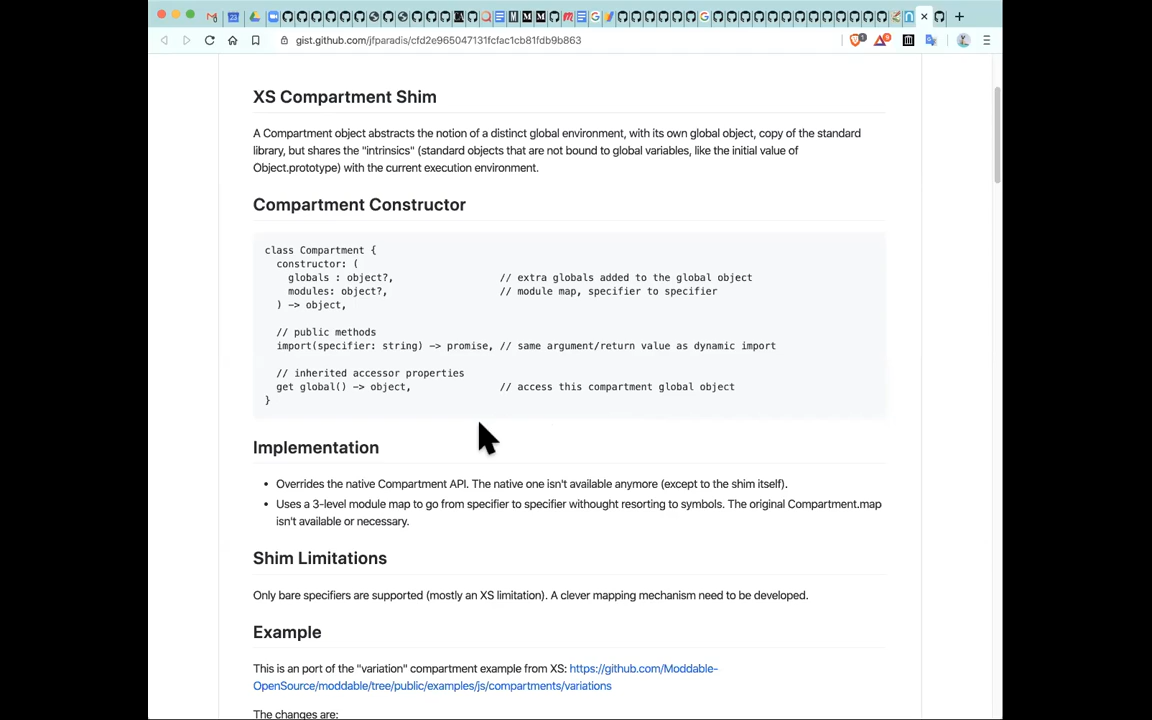 gist.github.com/jfparadis/cfd2e965047131fcfac1cb81fdb9b863
XS Compartment Shim
A Compartment object abstracts the notion of a distinct global environment, with its own global object, copy of the standard
library, but shares the "intrinsics" (standard objects that are not bound to global variables, like the initial value of
Object.prototype) with the current execution environment.
Compartment Constructor
class Compartment {
constructor: (
globals : object?, // extra globals added to the global object
modules: object?, // module map, specifier to specifier
) -> object,
// public methods
import(specifier: string) -> promise, // same argument/return value as dynamic import
// inherited accessor properties
get global() -> object, // access this compartment global object
}
Implementation
• Overrides the native Compartment API. The native one isn't available anymore (except to the shim itself).
• Uses a 3-level module map to go from specifier to specifier withought resorting to symbols. The original Compartment.map
isn't available or necessary.
Shim Limitations
Only bare specifiers are supported (mostly an XS limitation). A clever mapping mechanism need to be developed.
Example
This is an port of the "variation" compartment example from XS: https://github.com/Moddable-
OpenSource/moddable/tree/public/examples/js/compartments/variations
The changes are: